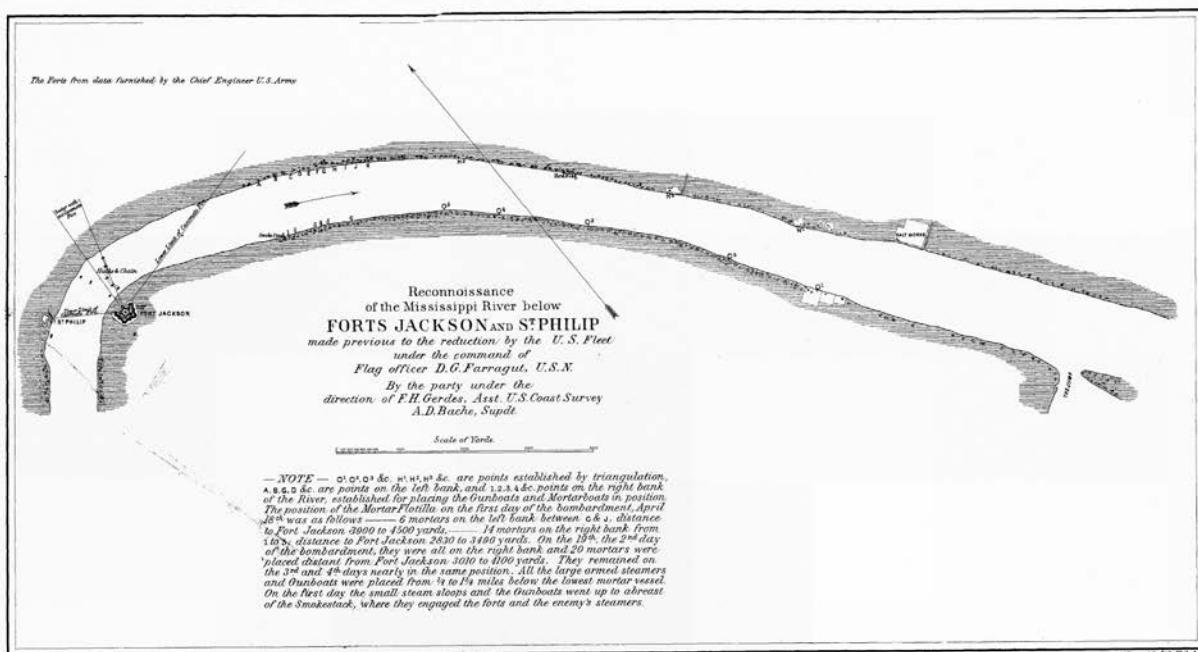 The Forts from data furnished by the Chief Engineer U.S. Army
Hulks & Chain
ST PHILIP
FORT JACKSON
SALT WORKS
THE JUMP
Reconnoissance
of the Mississippi River below
FORTS JACKSON AND ST PHILIP
made previous to the reduction by the U. S. Fleet
under the command of
Flag officer D.G. Farragut, U.S.N.
By the party under the
direction of F.H. Gerdes, Asst. U.S. Coast Survey
A.D. Bache, Supdt.
Scale of Yards.
— NOTE — O¹, O², O³ &c. H¹, H², H³ &c. are points established by triangulation,
A. B. C. D &c. are points on the left bank, and 1. 2. 3. 4 &c. points on the right bank
of the River, established for placing the Gunboats and Mortarboats in position.
The position of the Mortar Flotilla on the first day of the bombardment, April
18th was as follows —— 6 mortars on the left bank between C & J, distance
to Fort Jackson 3900 to 4500 yards. —— 14 mortars on the right bank from
1 to 5, distance to Fort Jackson 2830 to 3490 yards. On the 19th, the 2nd day
of the bombardment, they were all on the right bank and 20 mortars were
placed distant from Fort Jackson 3010 to 4100 yards. They remained on
the 3rd and 4th days nearly in the same position. All the large armed steamers
and Gunboats were placed from to miles below the lowest mortar vessel.
On the first day the small steam sloops and the Gunboats went up to abreast
of the Smokestack, where they engaged the forts and the enemy's steamers.